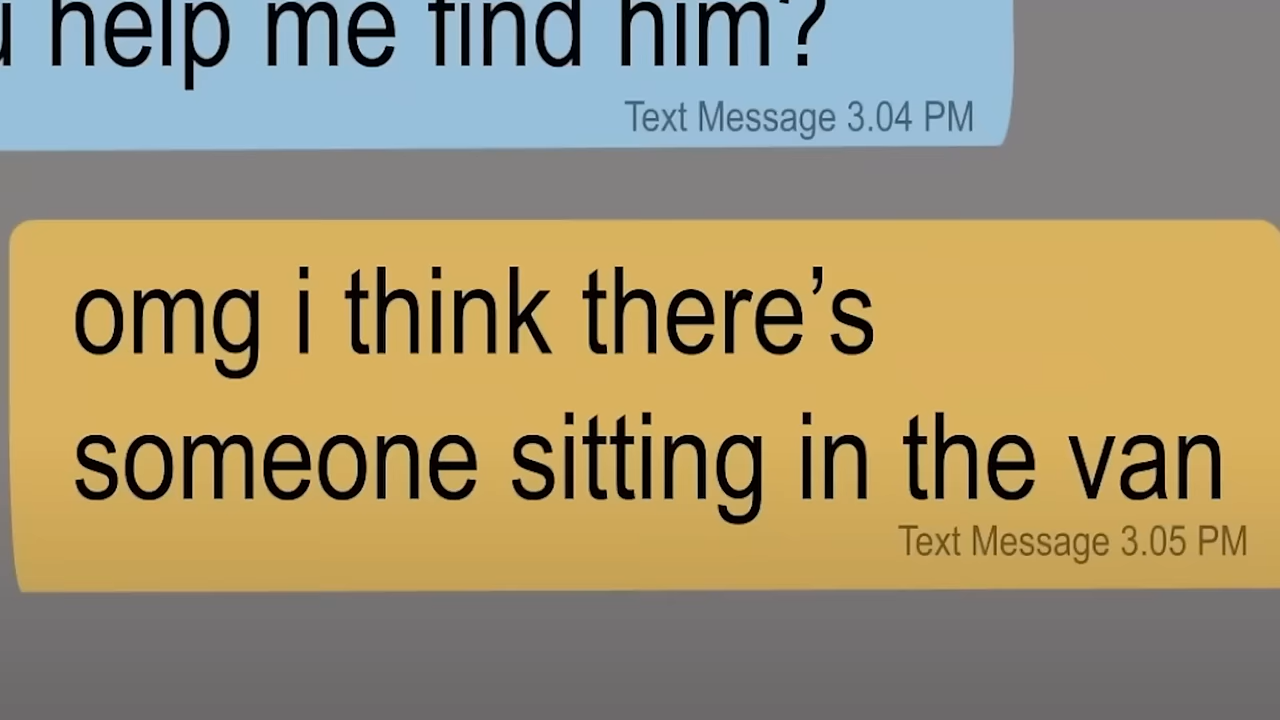 help me find him?
Text Message 3.04 PM
omg i think there’s
someone sitting in the van
Text Message 3.05 PM